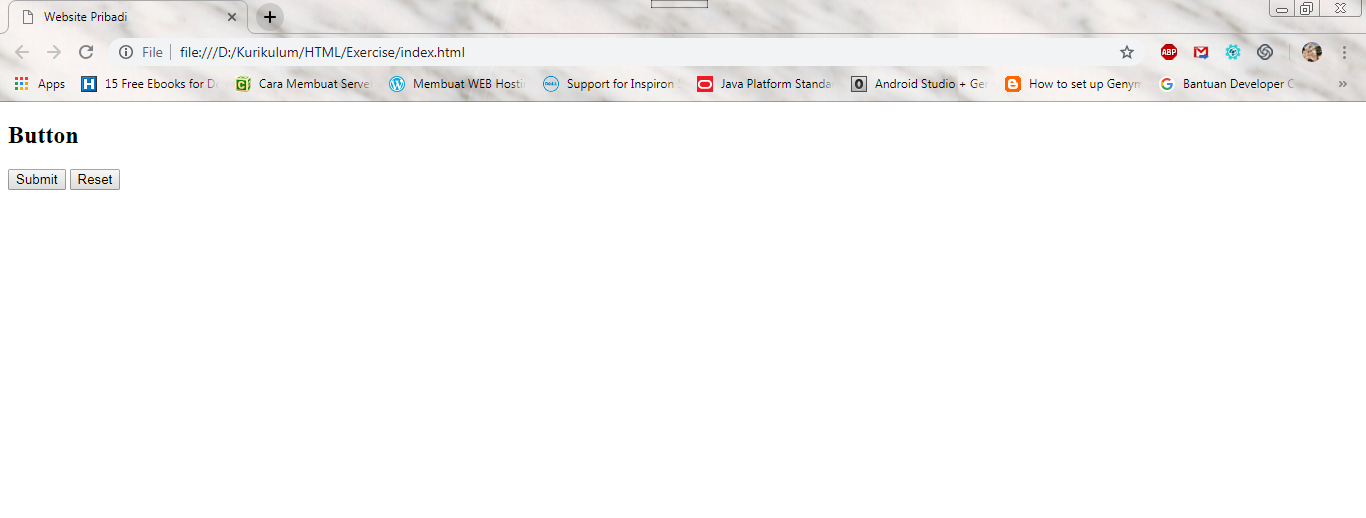 Website Pribadi
File file:///D:/Kurikulum/HTML/Exercise/index.html
ABP
Apps 15 Free Ebooks for D Cara Membuat Serve Membuat WEB Hosti Support for Inspiron Java Platform Standa Android Studio + Ger How to set up Genym Bantuan Developer C
Button
Submit Reset